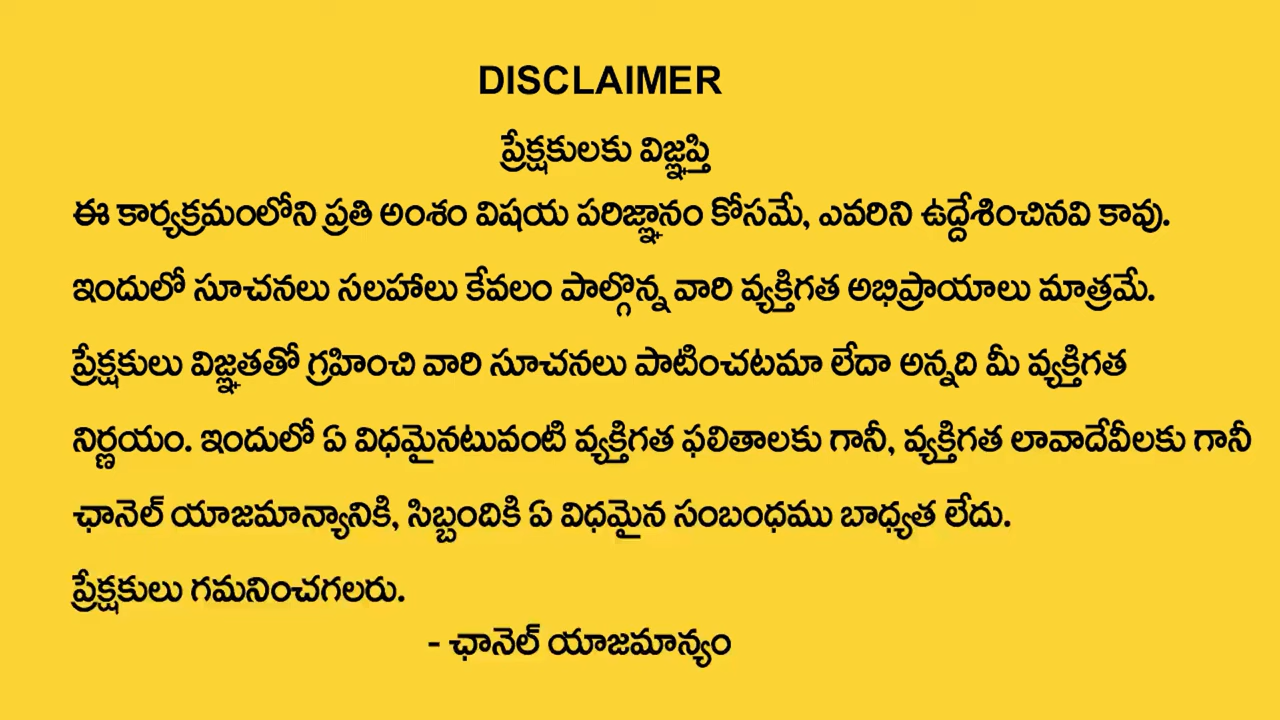 DISCLAIMER
ప్రేక్షకులకు విజ్ఞప్తి
ఈ కార్యక్రమంలోని ప్రతి అంశం విషయ పరిజ్ఞానం కోసమే, ఎవరిని ఉద్దేశించినవి కావు.
ఇందులో సూచనలు సలహాలు కేవలం పాల్గొన్న వారి వ్యక్తిగత అభిప్రాయాలు మాత్రమే.
ప్రేక్షకులు విజ్ఞతతో గ్రహించి వారి సూచనలు పాటించటమా లేదా అన్నది మీ వ్యక్తిగత
నిర్ణయం. ఇందులో ఏ విధమైనటువంటి వ్యక్తిగత ఫలితాలకు గానీ, వ్యక్తిగత లావాదేవీలకు గానీ
ఛానెల్ యాజమాన్యానికి, సిబ్బందికి ఏ విధమైన సంబంధము బాధ్యత లేదు.
ప్రేక్షకులు గమనించగలరు.
- ఛానెల్ యాజమాన్యం